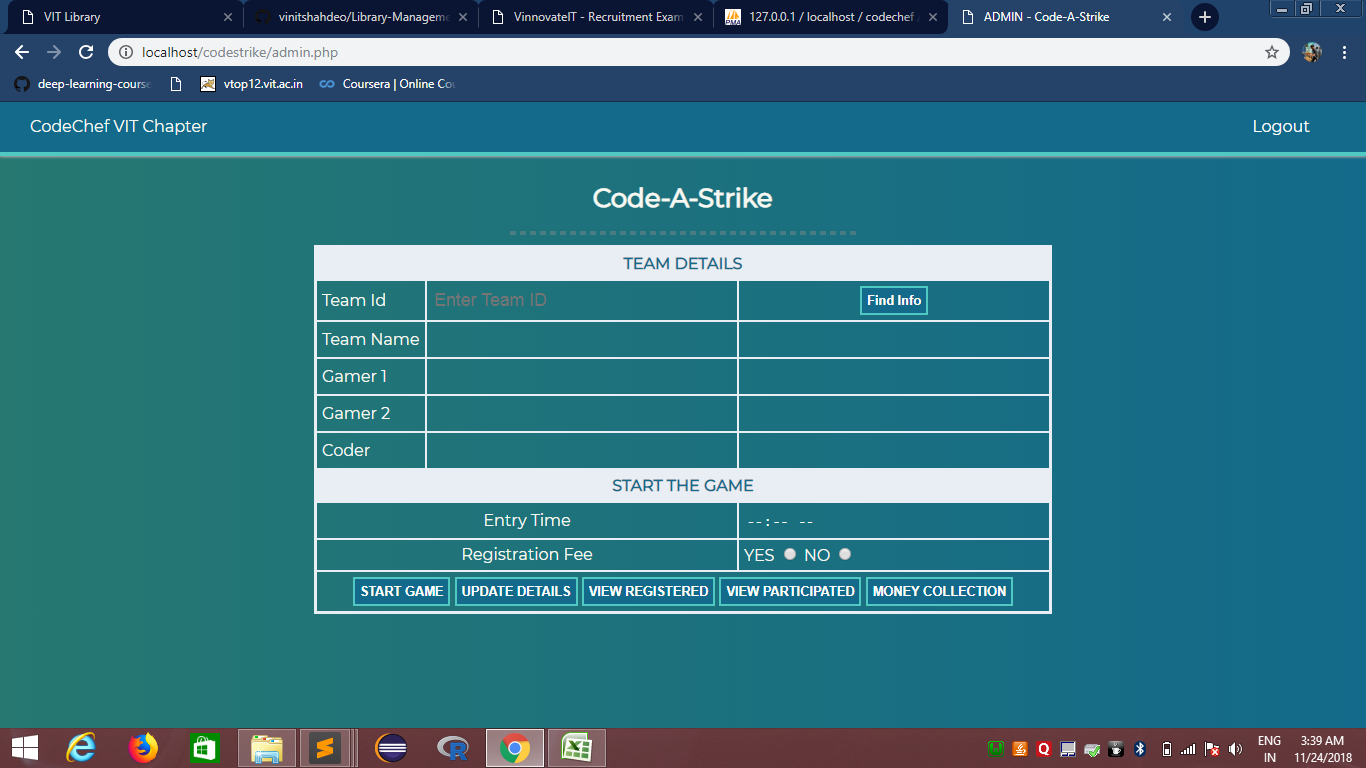 VIT Library
vinitshahdeo/Library-Manageme
VinnovateIT - Recruitment Exam
127.0.0.1 / localhost / codechef
ADMIN - Code-A-Strike
localhost/codestrike/admin.php
deep-learning-course
vtop12.vit.ac.in
Coursera | Online Cou
CodeChef VIT Chapter
Logout
Code-A-Strike
TEAM DETAILS
Team Id
Enter Team ID
Find Info
Team Name
Gamer 1
Gamer 2
Coder
START THE GAME
Entry Time
--:-- --
Registration Fee
YES NO
START GAME UPDATE DETAILS VIEW REGISTERED VIEW PARTICIPATED MONEY COLLECTION
ENG 3:39 AM
IN 11/24/2018